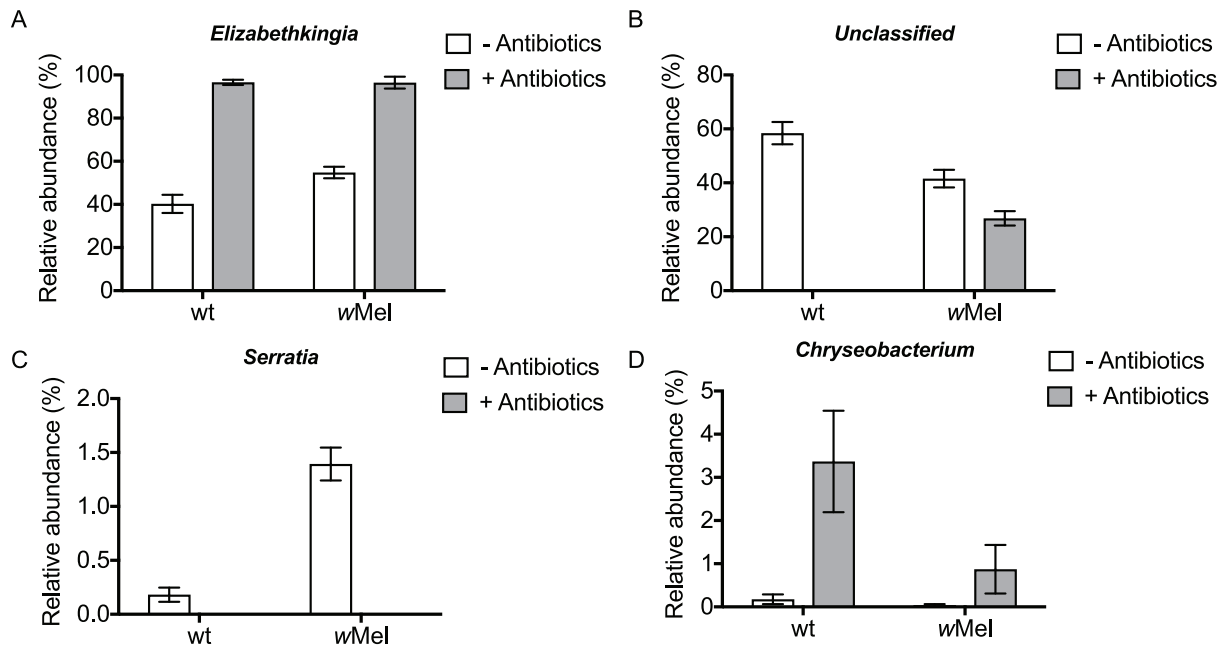 A
Elizabethkingia
- Antibiotics
+ Antibiotics
Relative abundance (%)
100
80
60
40
20
0
wt
wMel
B
Unclassified
- Antibiotics
+ Antibiotics
Relative abundance (%)
80
60
40
20
0
wt
wMel
C
Serratia
- Antibiotics
+ Antibiotics
Relative abundance (%)
2.0
1.5
1.0
0.5
0.0
wt
wMel
D
Chryseobacterium
- Antibiotics
+ Antibiotics
Relative abundance (%)
5
4
3
2
1
0
wt
wMel